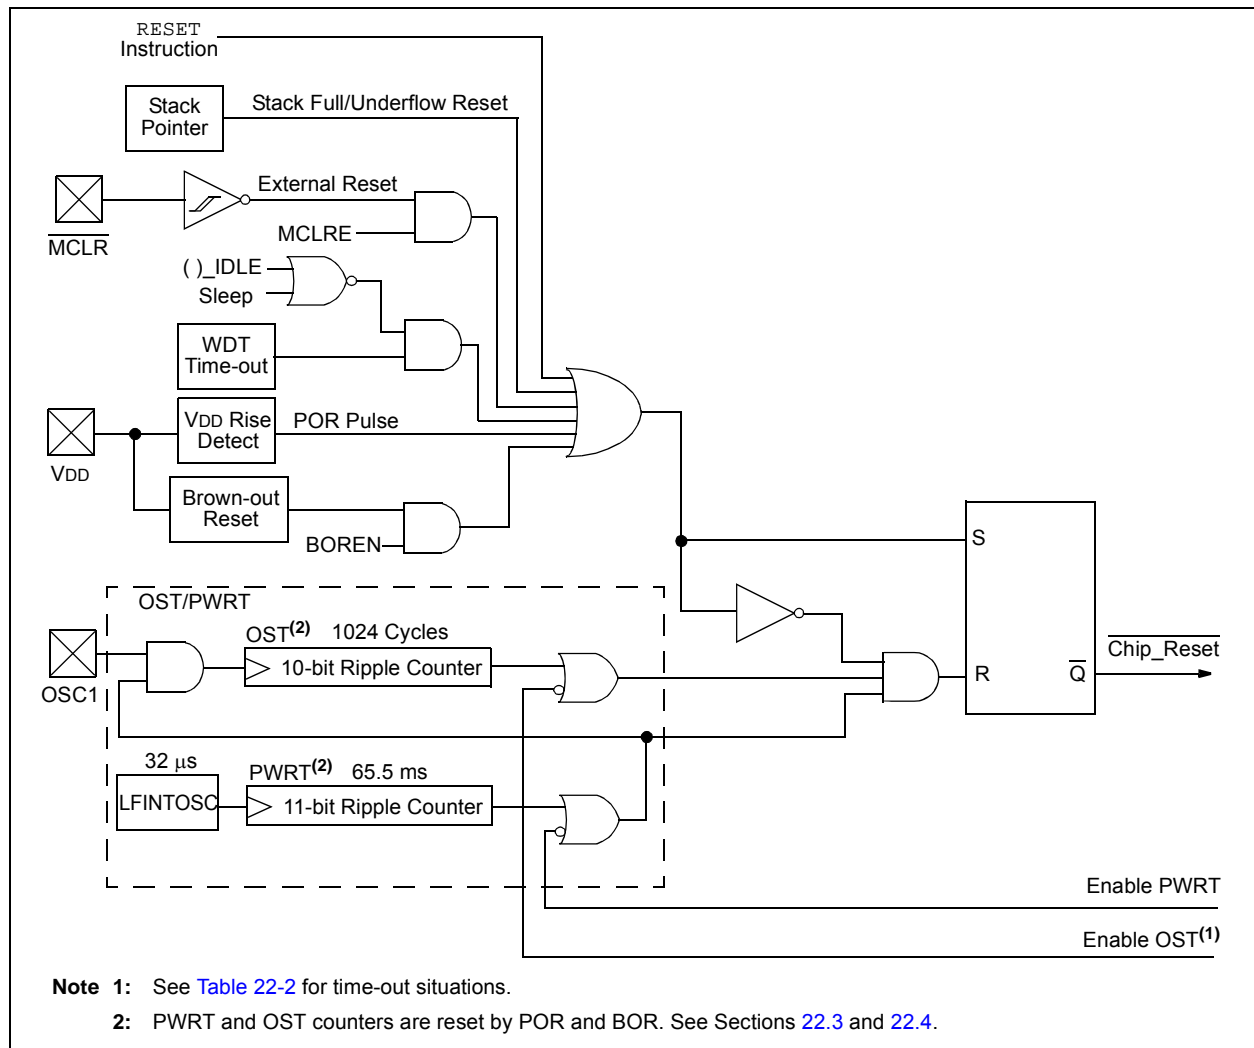 RESET
Instruction
Stack
Pointer
Stack Full/Underflow Reset
External Reset
MCLR
MCLRE
( )_IDLE
Sleep
WDT
Time-out
VDD Rise
Detect
POR Pulse
VDD
Brown-out
Reset
BOREN
S
OST/PWRT
OST(2) 1024 Cycles
10-bit Ripple Counter
OSC1
Chip_Reset
R
Q
32 μs
PWRT(2) 65.5 ms
LFINTOSC
11-bit Ripple Counter
Enable PWRT
Enable OST(1)
Note 1: See Table 22-2 for time-out situations.
2: PWRT and OST counters are reset by POR and BOR. See Sections 22.3 and 22.4.